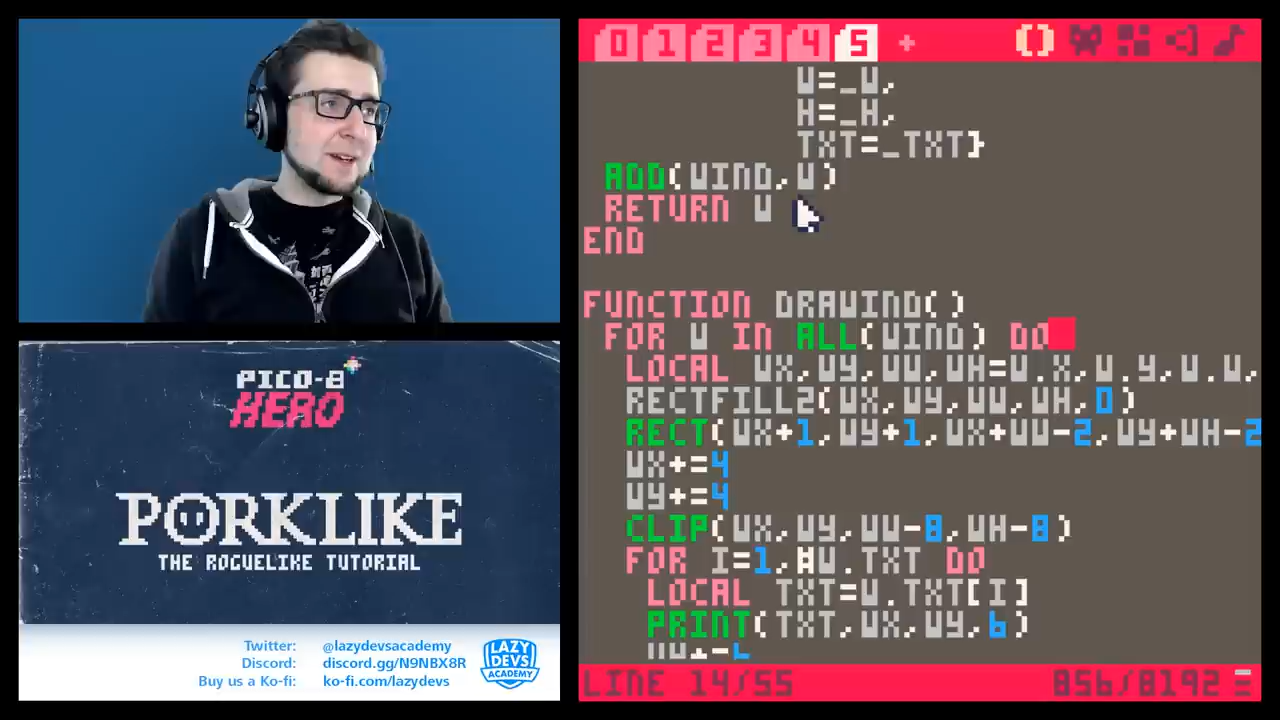 PICO-8
HERO
PORKLIKE
THE ROGUELIKE TUTORIAL
Twitter: @lazydevsacademy
Discord: discord.gg/N9NBX8R
Buy us a Ko-fi: ko-fi.com/lazydevs
LAZY
DEVS
ACADEMY
0 1 2 3 4 5 +
W=_W,
H=_H,
TXT=_TXT}
ADD(WIND,W)
RETURN W
END
FUNCTION DRAWIND()
FOR W IN ALL(WIND) DO
LOCAL WX,WY,WW,WH=W.X,W.Y,W.W,
RECTFILL2(WX,WY,WW,WH,0)
RECT(WX+1,WY+1,WX+WW-2,WY+WH-2
WX+=4
WY+=4
CLIP(WX,WY,WW-8,WH-8)
FOR I=1,#W.TXT DO
LOCAL TXT=W.TXT[I]
PRINT(TXT,WX,WY,6)
LINE 14/55
856/8192